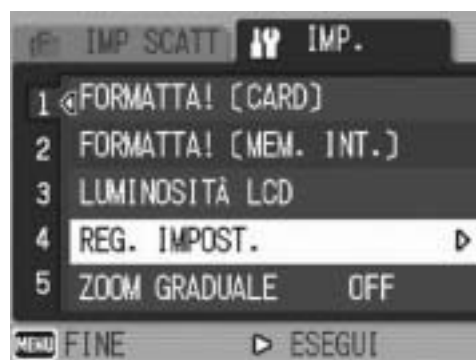 IMP SCATT IMP.
1 FORMATTA! [CARD]
2 FORMATTA! [MEM. INT.]
3 LUMINOSITÀ LCD
4 REG. IMPOST.
5 ZOOM GRADUALE OFF
MENU FINE ESEGUI